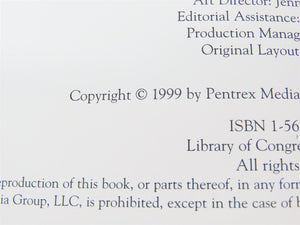 Art Director: Jenn
Editorial Assistance:
Production Manag
Original Layout
Copyright © 1999 by Pentrex Media
ISBN 1-56
Library of Congre
All rights
eproduction of this book, or parts thereof, in any form
ia Group, LLC, is prohibited, except in the case of b